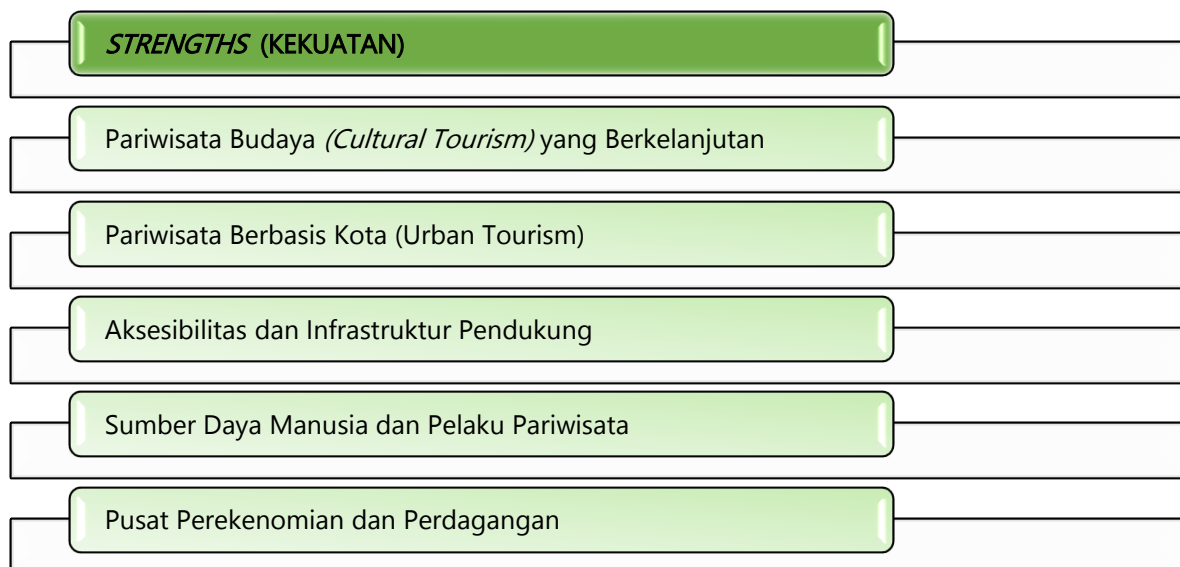 STRENGTHS (KEKUATAN)
Pariwisata Budaya (Cultural Tourism) yang Berkelanjutan
Pariwisata Berbasis Kota (Urban Tourism)
Aksesibilitas dan Infrastruktur Pendukung
Sumber Daya Manusia dan Pelaku Pariwisata
Pusat Perekenomian dan Perdagangan